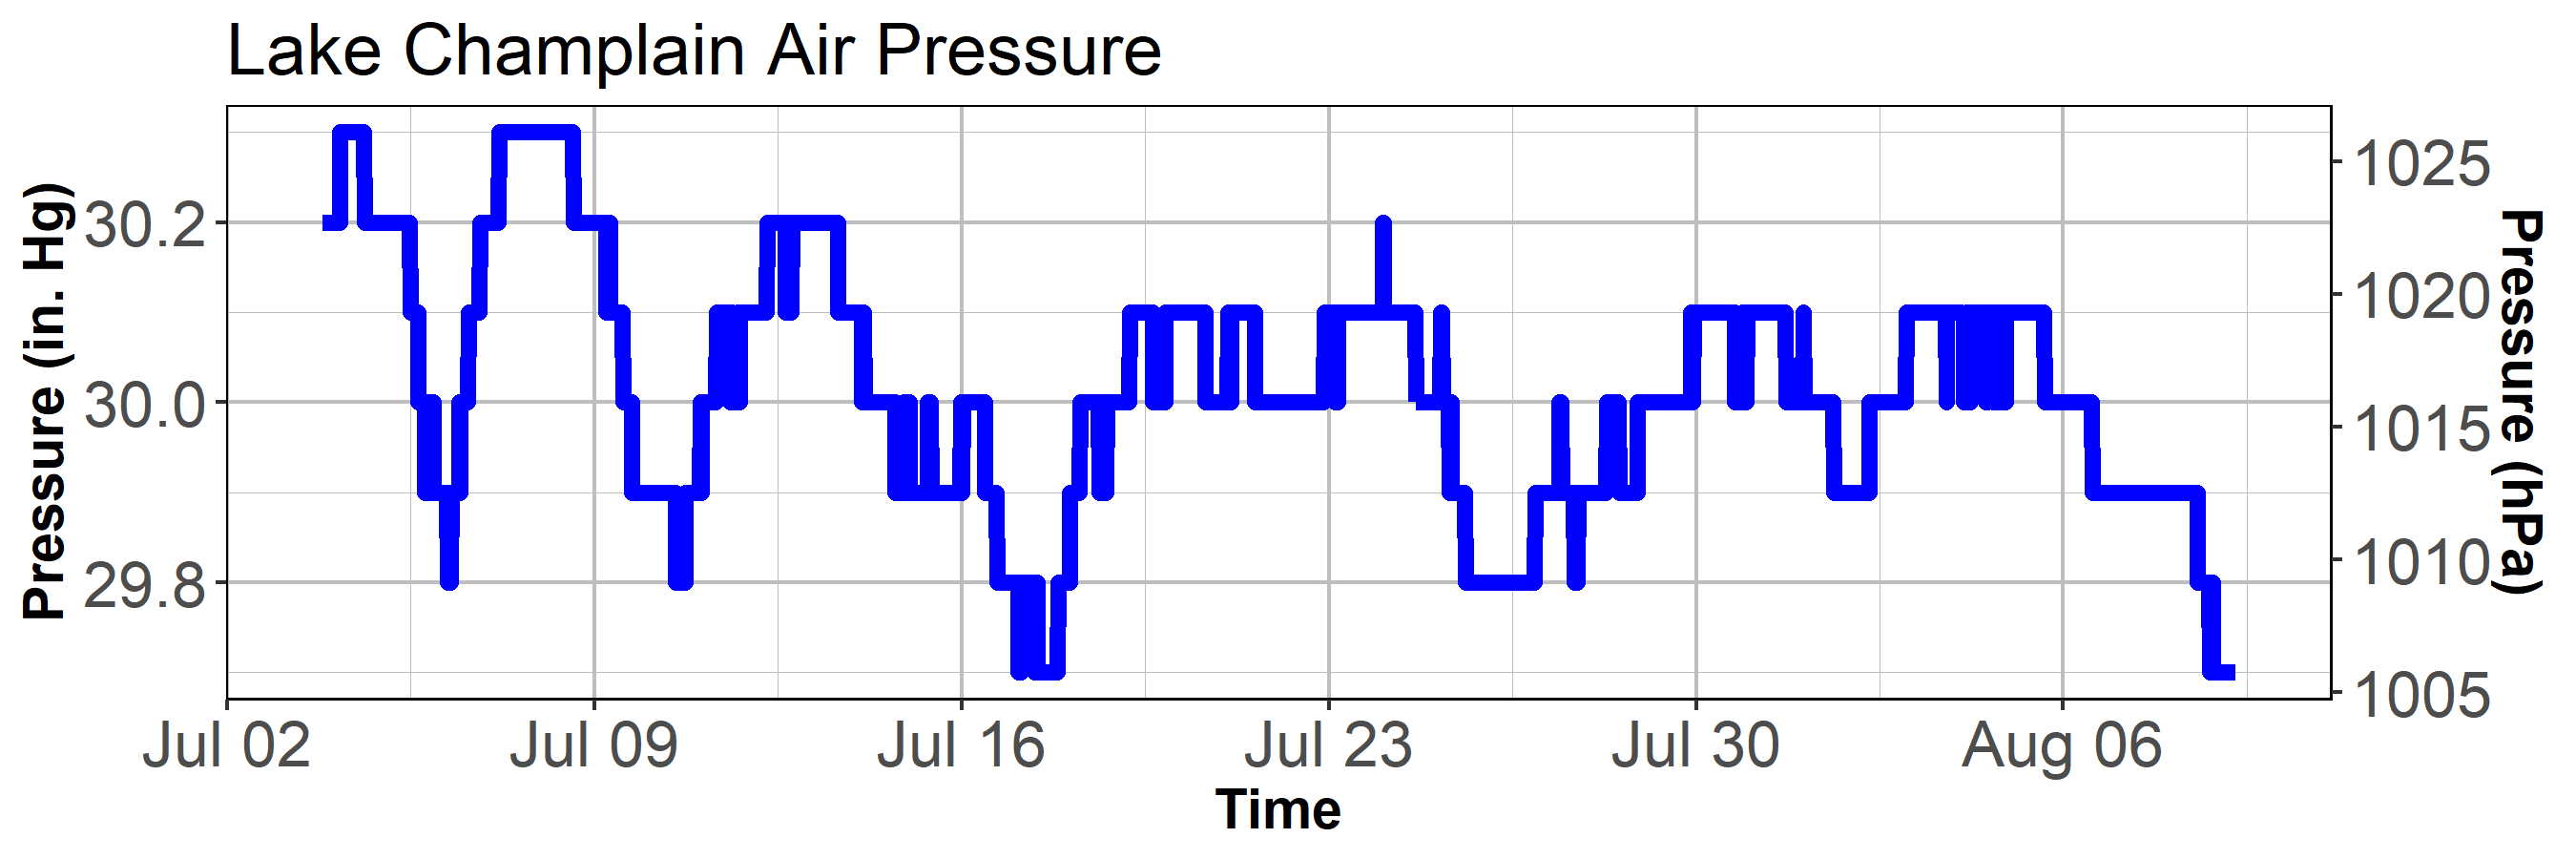 Lake Champlain Air Pressure
Pressure (in. Hg)
30.2
30.0
29.8
1025
1020
1015
1010
1005
Pressure (hPa)
Jul 02 Jul 09 Jul 16 Jul 23 Jul 30 Aug 06
Time